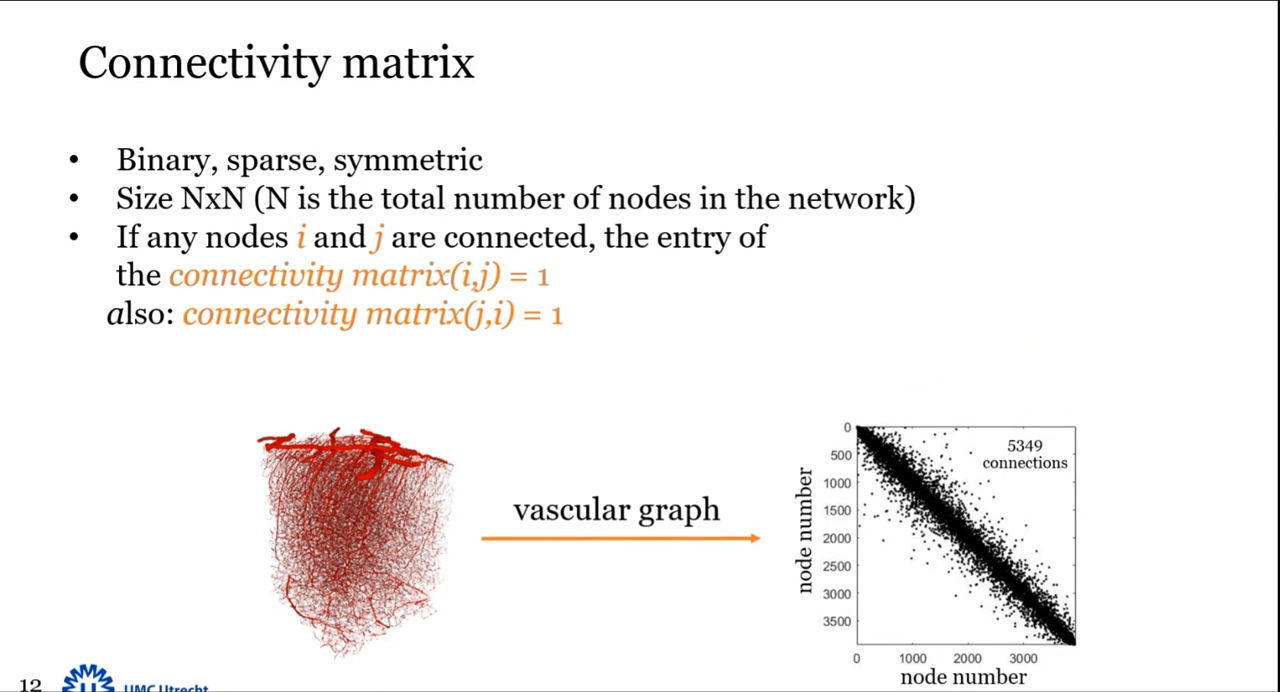 Connectivity matrix
• Binary, sparse, symmetric
• Size NxN (N is the total number of nodes in the network)
• If any nodes i and j are connected, the entry of
the connectivity matrix(i,j) = 1
also: connectivity matrix(j,i) = 1
vascular graph
5349
connections
node number
0
500
1000
1500
2000
2500
3000
3500
0 1000 2000 3000
node number
12
UMC Utrecht